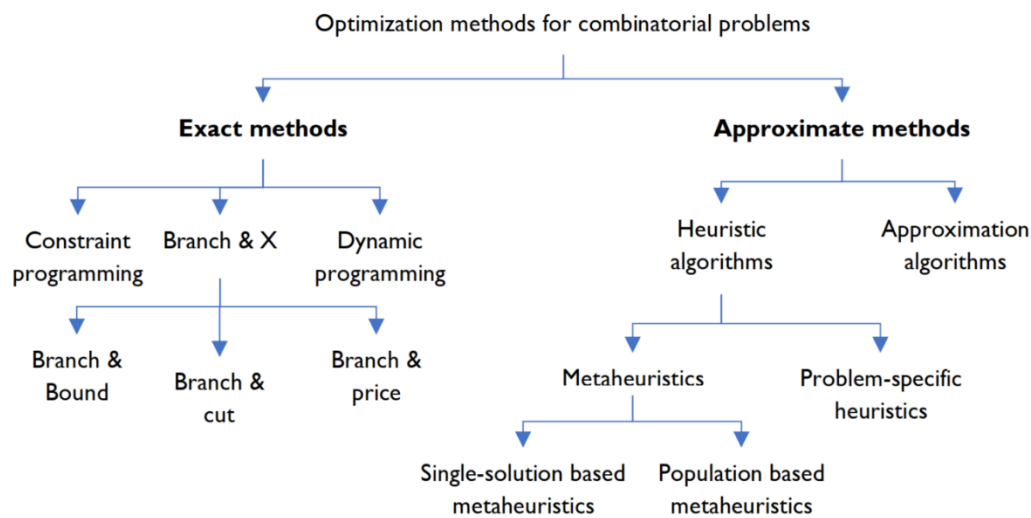 Optimization methods for combinatorial problems
Exact methods
Approximate methods
Constraint
programming
Branch & X
Dynamic
programming
Heuristic
algorithms
Approximation
algorithms
Branch &
Bound
Branch &
cut
Branch &
price
Metaheuristics
Problem-specific
heuristics
Single-solution based
metaheuristics
Population based
metaheuristics